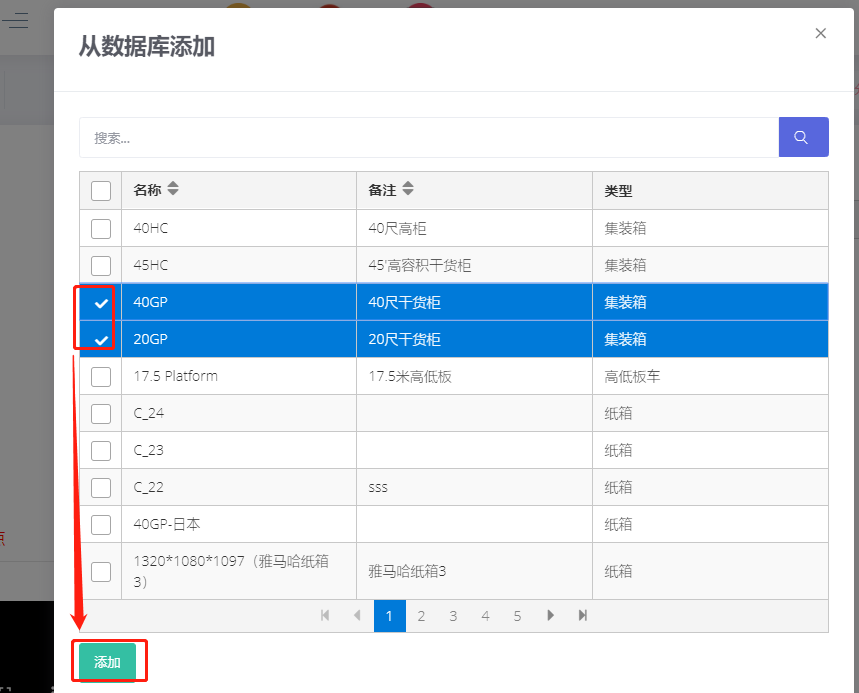 从数据库添加
搜索...
名称 备注 类型
40HC 40尺高柜 集装箱
45HC 45'高容积干货柜 集装箱
40GP 40尺干货柜 集装箱
20GP 20尺干货柜 集装箱
17.5 Platform 17.5米高低板 高低板车
C_24 纸箱
C_23 纸箱
C_22 sss 纸箱
40GP-日本 纸箱
1320*1080*1097（雅马哈纸箱
3） 雅马哈纸箱3 纸箱
1 2 3 4 5
添加